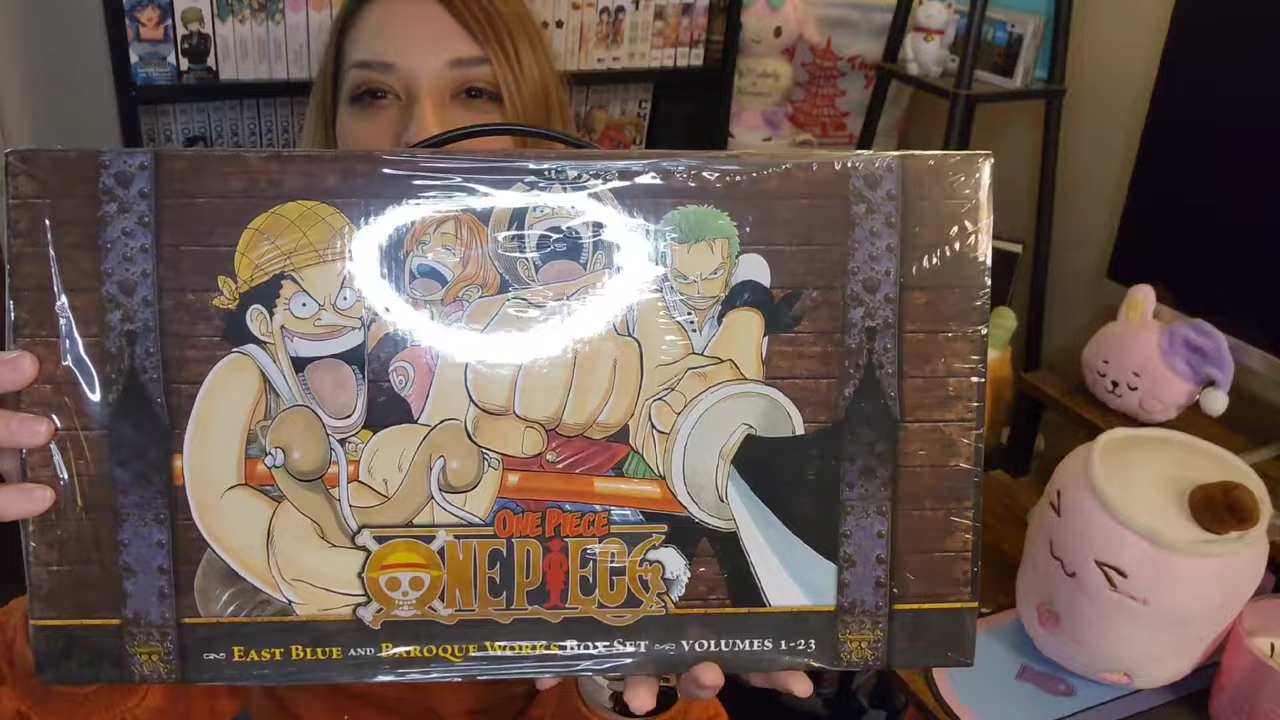 ONE PIECE
ONE PIECE
EAST BLUE AND BAROQUE WORKS BOX SET VOLUMES 1-23